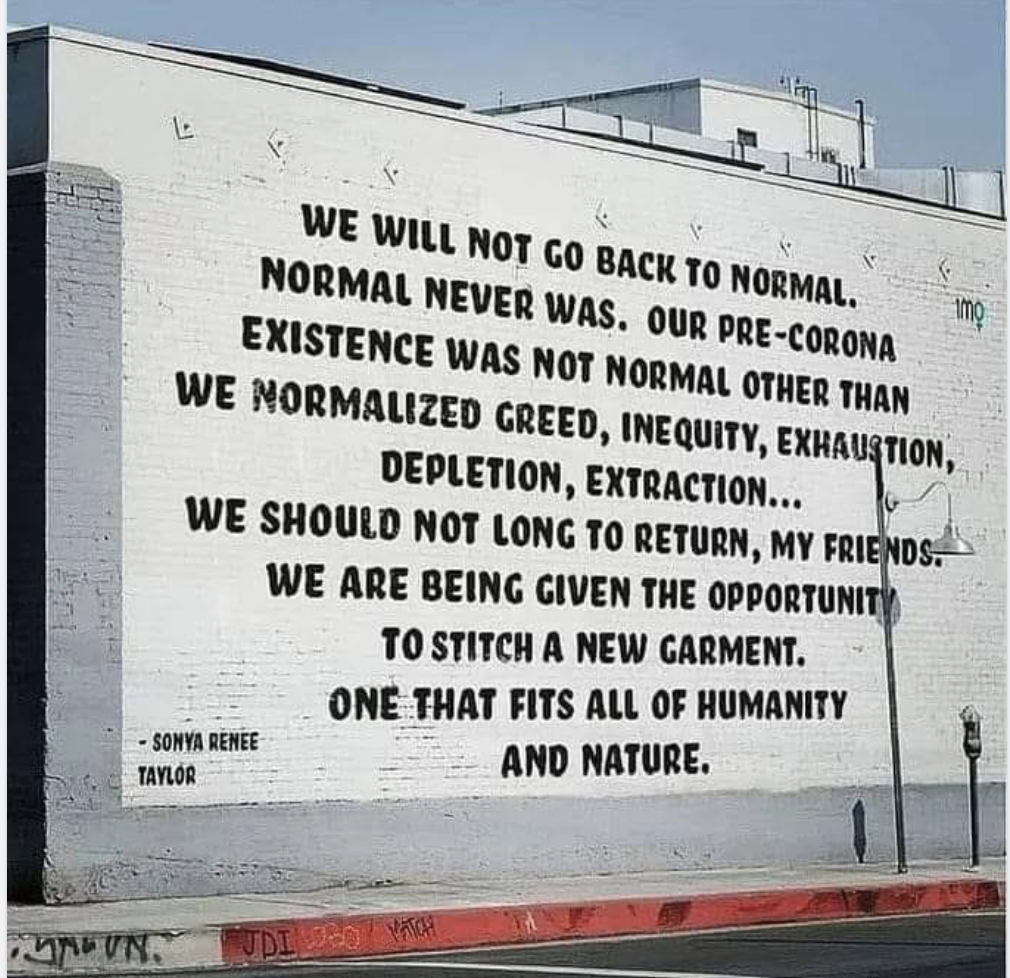 WE WILL NOT GO BACK TO NORMAL.
NORMAL NEVER WAS. OUR PRE-CORONA
EXISTENCE WAS NOT NORMAL OTHER THAN
WE NORMALIZED GREED, INEQUITY, EXHAUSTION,
DEPLETION, EXTRACTION...
WE SHOULD NOT LONG TO RETURN, MY FRIENDS.
WE ARE BEING GIVEN THE OPPORTUNITY
TO STITCH A NEW GARMENT.
ONE THAT FITS ALL OF HUMANITY
AND NATURE.
- SONYA RENEE
TAYLOR
JDI